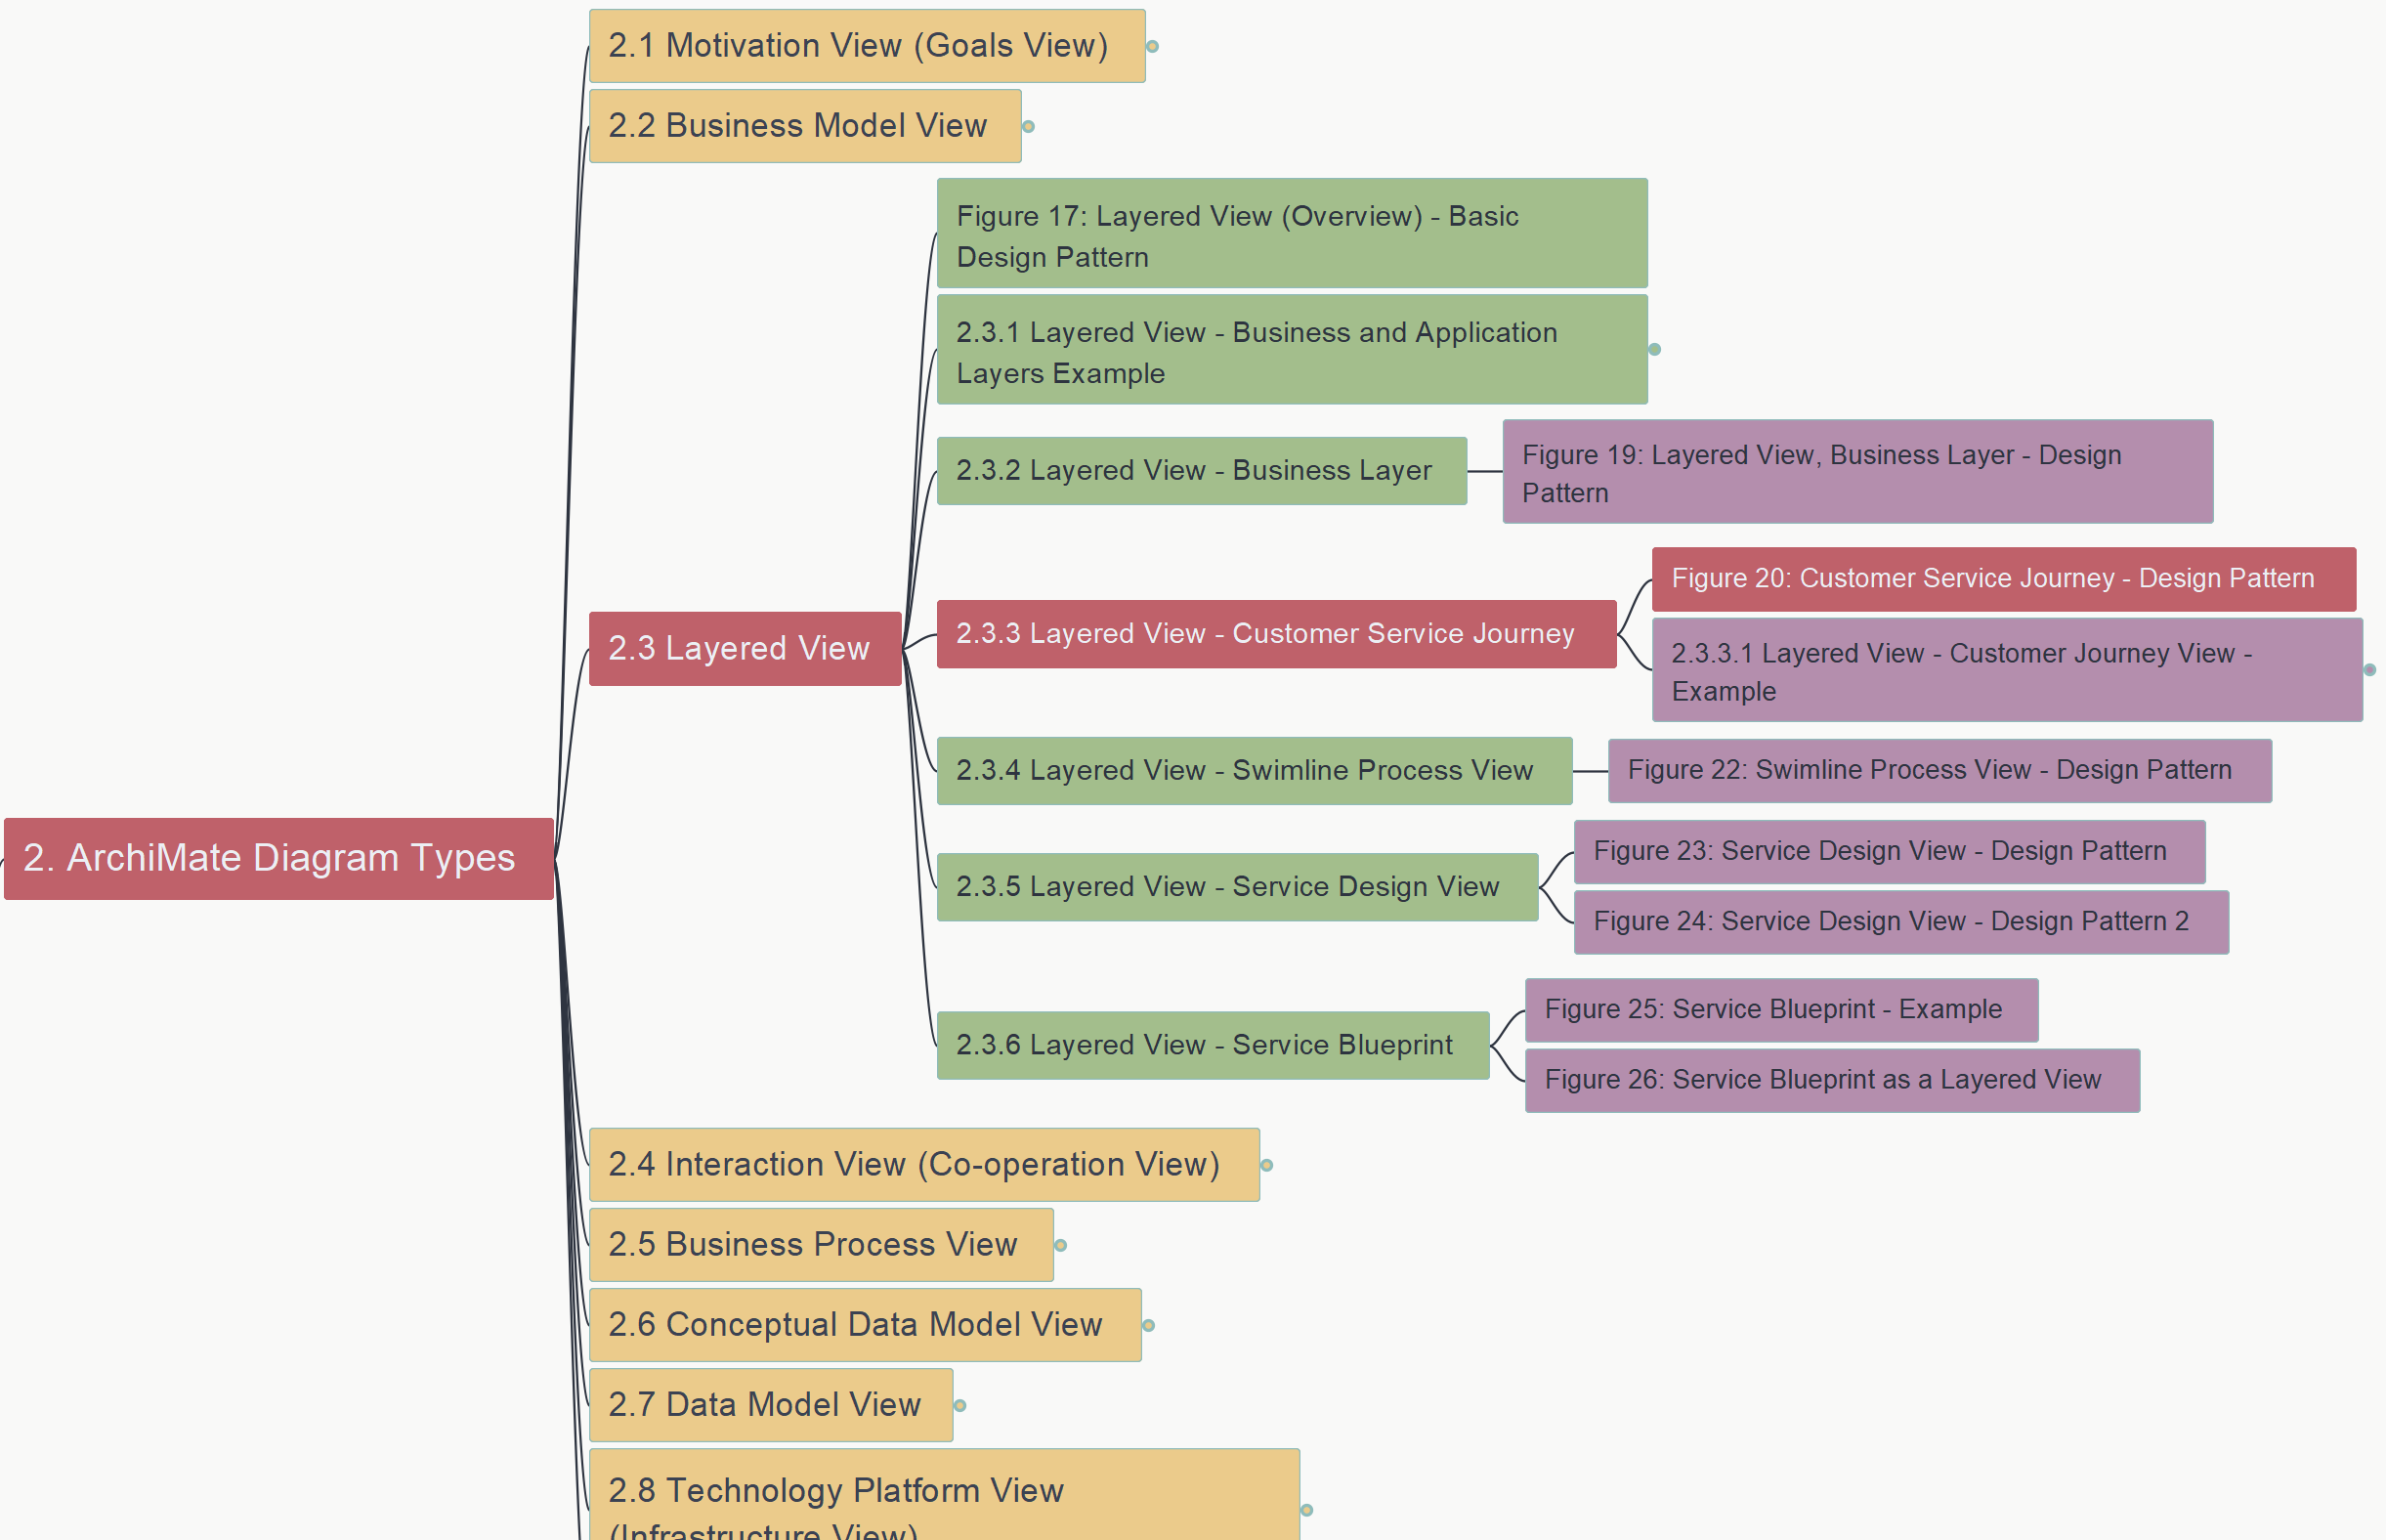 2.1 Motivation View (Goals View)
2.2 Business Model View
Figure 17: Layered View (Overview) - Basic
Design Pattern
2.3.1 Layered View - Business and Application
Layers Example
2.3.2 Layered View - Business Layer
Figure 19: Layered View, Business Layer - Design
Pattern
Figure 20: Customer Service Journey - Design Pattern
2.3.3 Layered View - Customer Service Journey
2.3 Layered View
2.3.3.1 Layered View - Customer Journey View -
Example
2.3.4 Layered View - Swimline Process View
Figure 22: Swimline Process View - Design Pattern
2. ArchiMate Diagram Types
Figure 23: Service Design View - Design Pattern
2.3.5 Layered View - Service Design View
Figure 24: Service Design View - Design Pattern 2
Figure 25: Service Blueprint - Example
2.3.6 Layered View - Service Blueprint
Figure 26: Service Blueprint as a Layered View
2.4 Interaction View (Co-operation View)
2.5 Business Process View
2.6 Conceptual Data Model View
2.7 Data Model View
2.8 Technology Platform View
(Infrastructure View)